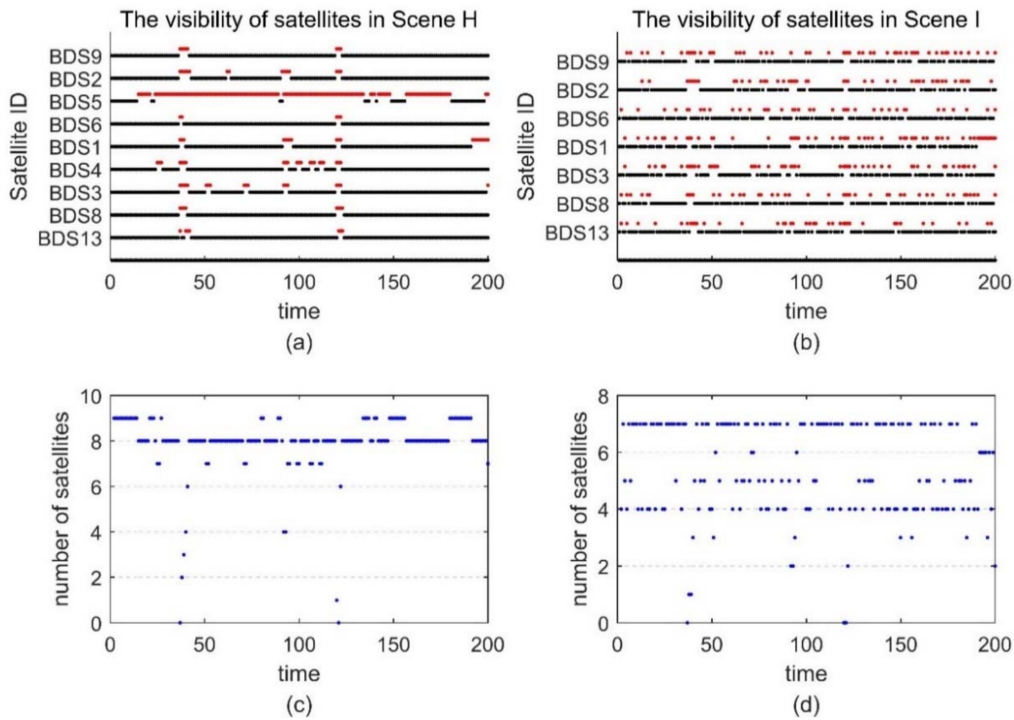 The visibility of satellites in Scene H
BDS9
BDS2
BDS5
BDS6
BDS1
BDS4
BDS3
BDS8
BDS13
Satellite ID
0 50 100 150 200
time
(a)
The visibility of satellites in Scene I
BDS9
BDS2
BDS6
BDS1
BDS3
BDS8
BDS13
Satellite ID
0 50 100 150 200
time
(b)
10
8
6
4
2
0
number of satellites
0 50 100 150 200
time
(c)
8
6
4
2
0
number of satellites
0 50 100 150 200
time
(d)